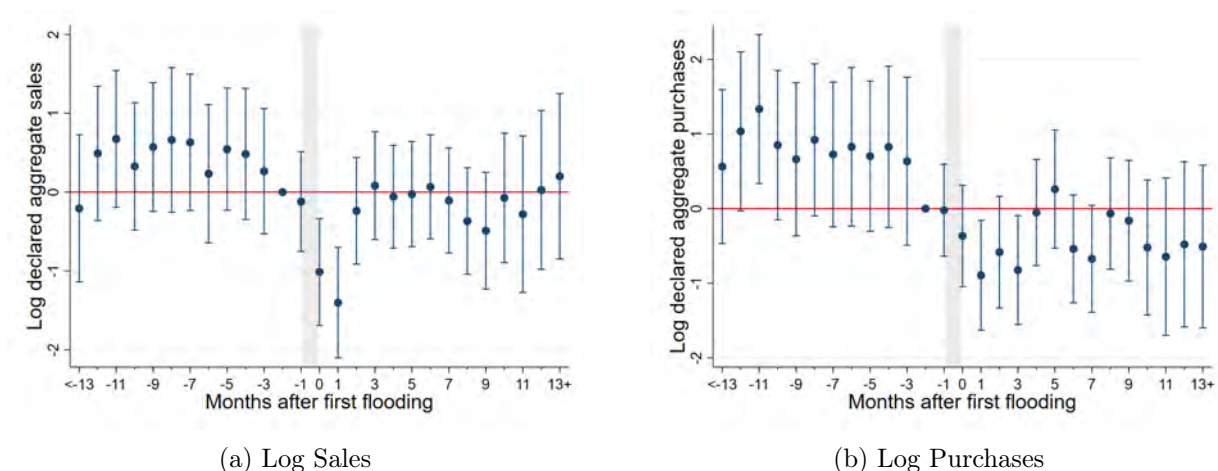 2
1
0
-1
-2
Log declared aggregate sales
<-13 -11 -9 -7 -5 -3 -1 0 1 3 5 7 9 11 13+
Months after first flooding
(a) Log Sales
2
1
0
-1
-2
Log declared aggregate purchases
<-13 -11 -9 -7 -5 -3 -1 0 1 3 5 7 9 11 13+
Months after first flooding
(b) Log Purchases